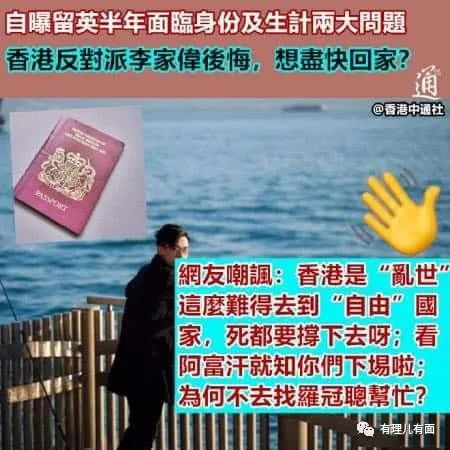 自曝留英半年面臨身份及生計兩大問題
香港反對派李家偉後悔，想盡快回家？
通
@香港中通社
PASSPORT
網友嘲諷：香港是“亂世”
這麼難得去到“自由”國
家，死都要撐下去呀；看
阿富汗就知你們下場啦；
為何不去找羅冠聰幫忙？
有理儿有面